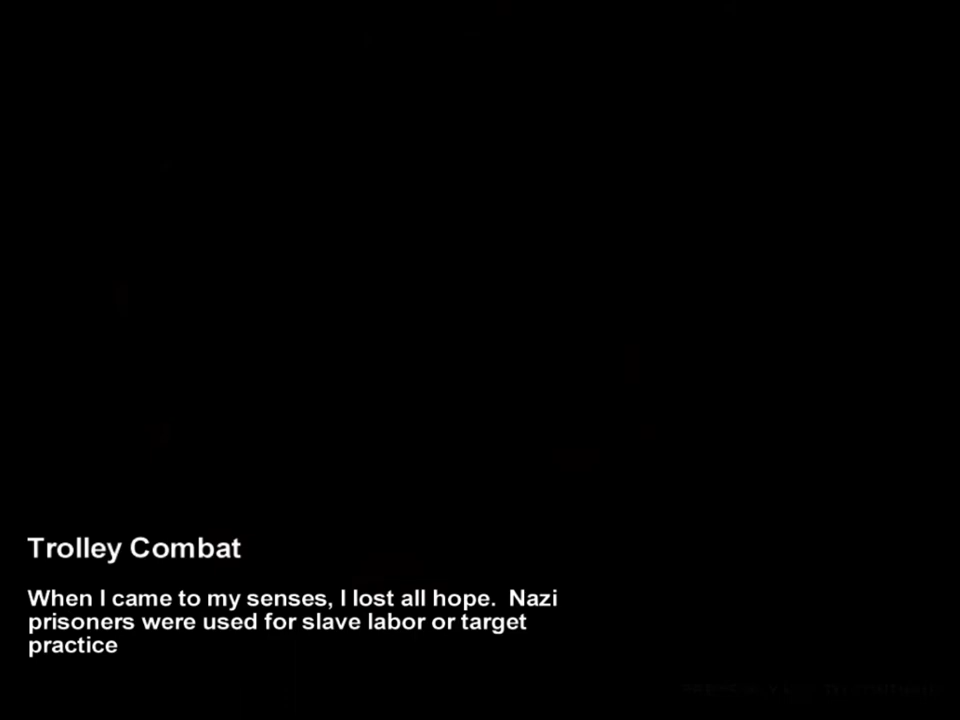 Trolley Combat
When I came to my senses, I lost all hope.  Nazi
prisoners were used for slave labor or target
practice